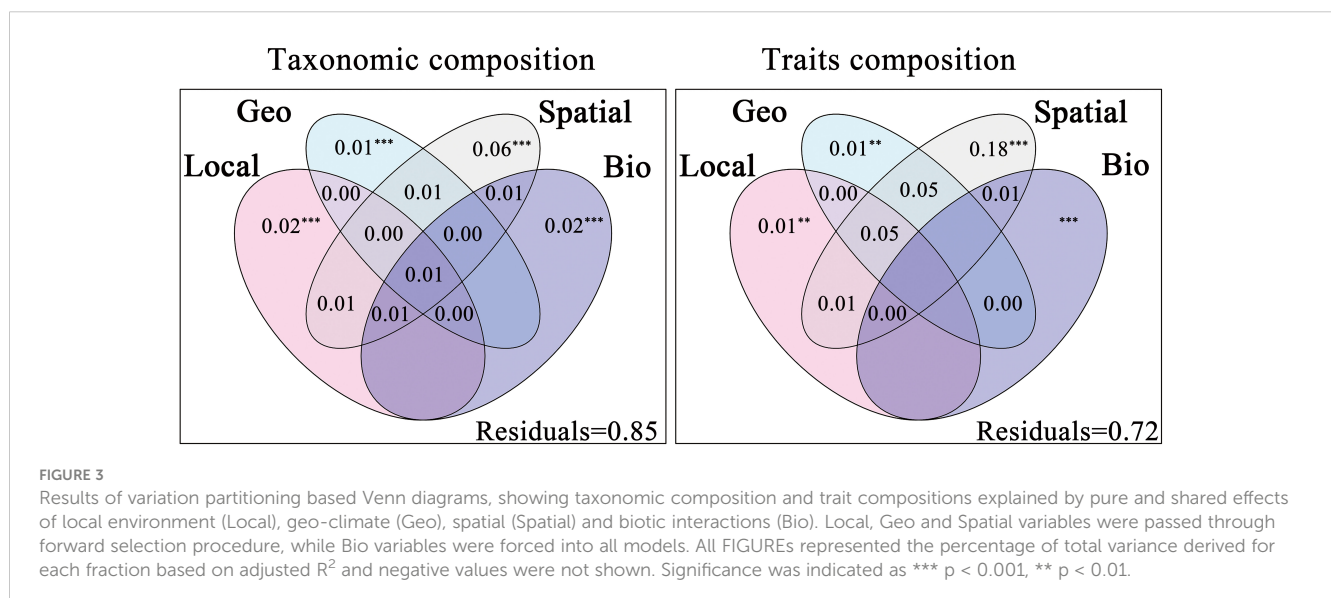 Taxonomic composition
Traits composition
Geo
Spatial
Local
Bio
0.01***
0.06***
0.00
0.01
0.01
0.02***
0.00
0.00
0.02***
0.01
0.01
0.01
0.00
Residuals=0.85
Geo
Spatial
Local
Bio
0.01**
0.18***
0.00
0.05
0.01
0.01**
0.05
***
0.01
0.00
0.00
Residuals=0.72
FIGURE 3
Results of variation partitioning based Venn diagrams, showing taxonomic composition and trait compositions explained by pure and shared effects
of local environment (Local), geo-climate (Geo), spatial (Spatial) and biotic interactions (Bio). Local, Geo and Spatial variables were passed through
forward selection procedure, while Bio variables were forced into all models. All FIGUREs represented the percentage of total variance derived for
each fraction based on adjusted R² and negative values were not shown. Significance was indicated as *** p < 0.001, ** p < 0.01.